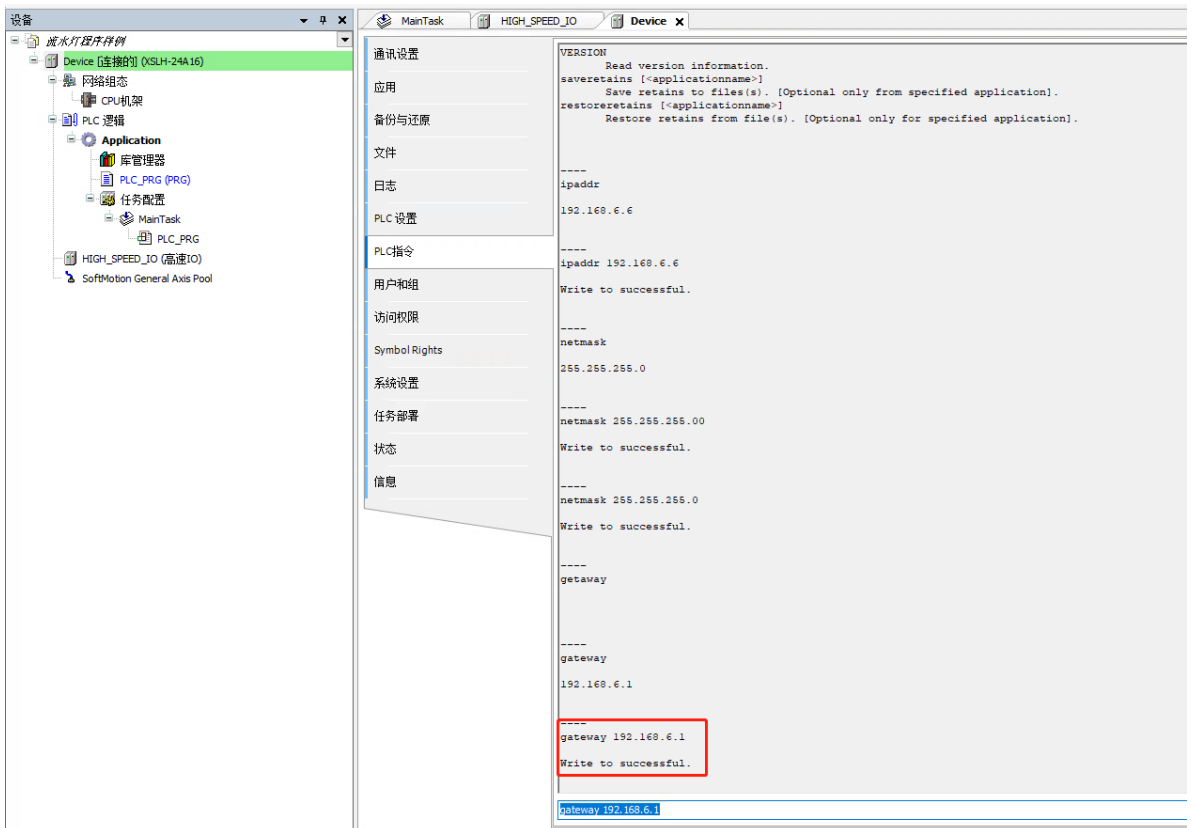 设备
流水灯程序样例
Device [连接的] (XSLH-24A16)
网络组态
CPU机架
PLC 逻辑
Application
库管理器
PLC_PRG (PRG)
任务配置
MainTask
PLC_PRG
HIGH_SPEED_IO (高速IO)
SoftMotion General Axis Pool
MainTask
HIGH_SPEED_IO
Device
通讯设置
应用
备份与还原
文件
日志
PLC 设置
PLC指令
用户和组
访问权限
Symbol Rights
系统设置
任务部署
状态
信息
VERSION
Read version information.
saveretains [<applicationname>]
Save retains to files(s). [Optional only from specified application].
restoreretains [<applicationname>]
Restore retains from file(s). [Optional only for specified application].
----
ipaddr
192.168.6.6
----
ipaddr 192.168.6.6
Write to successful.
----
netmask
255.255.255.0
----
netmask 255.255.255.00
Write to successful.
----
netmask 255.255.255.0
Write to successful.
----
getaway
----
gateway
192.168.6.1
----
gateway 192.168.6.1
Write to successful.
gateway 192.168.6.1